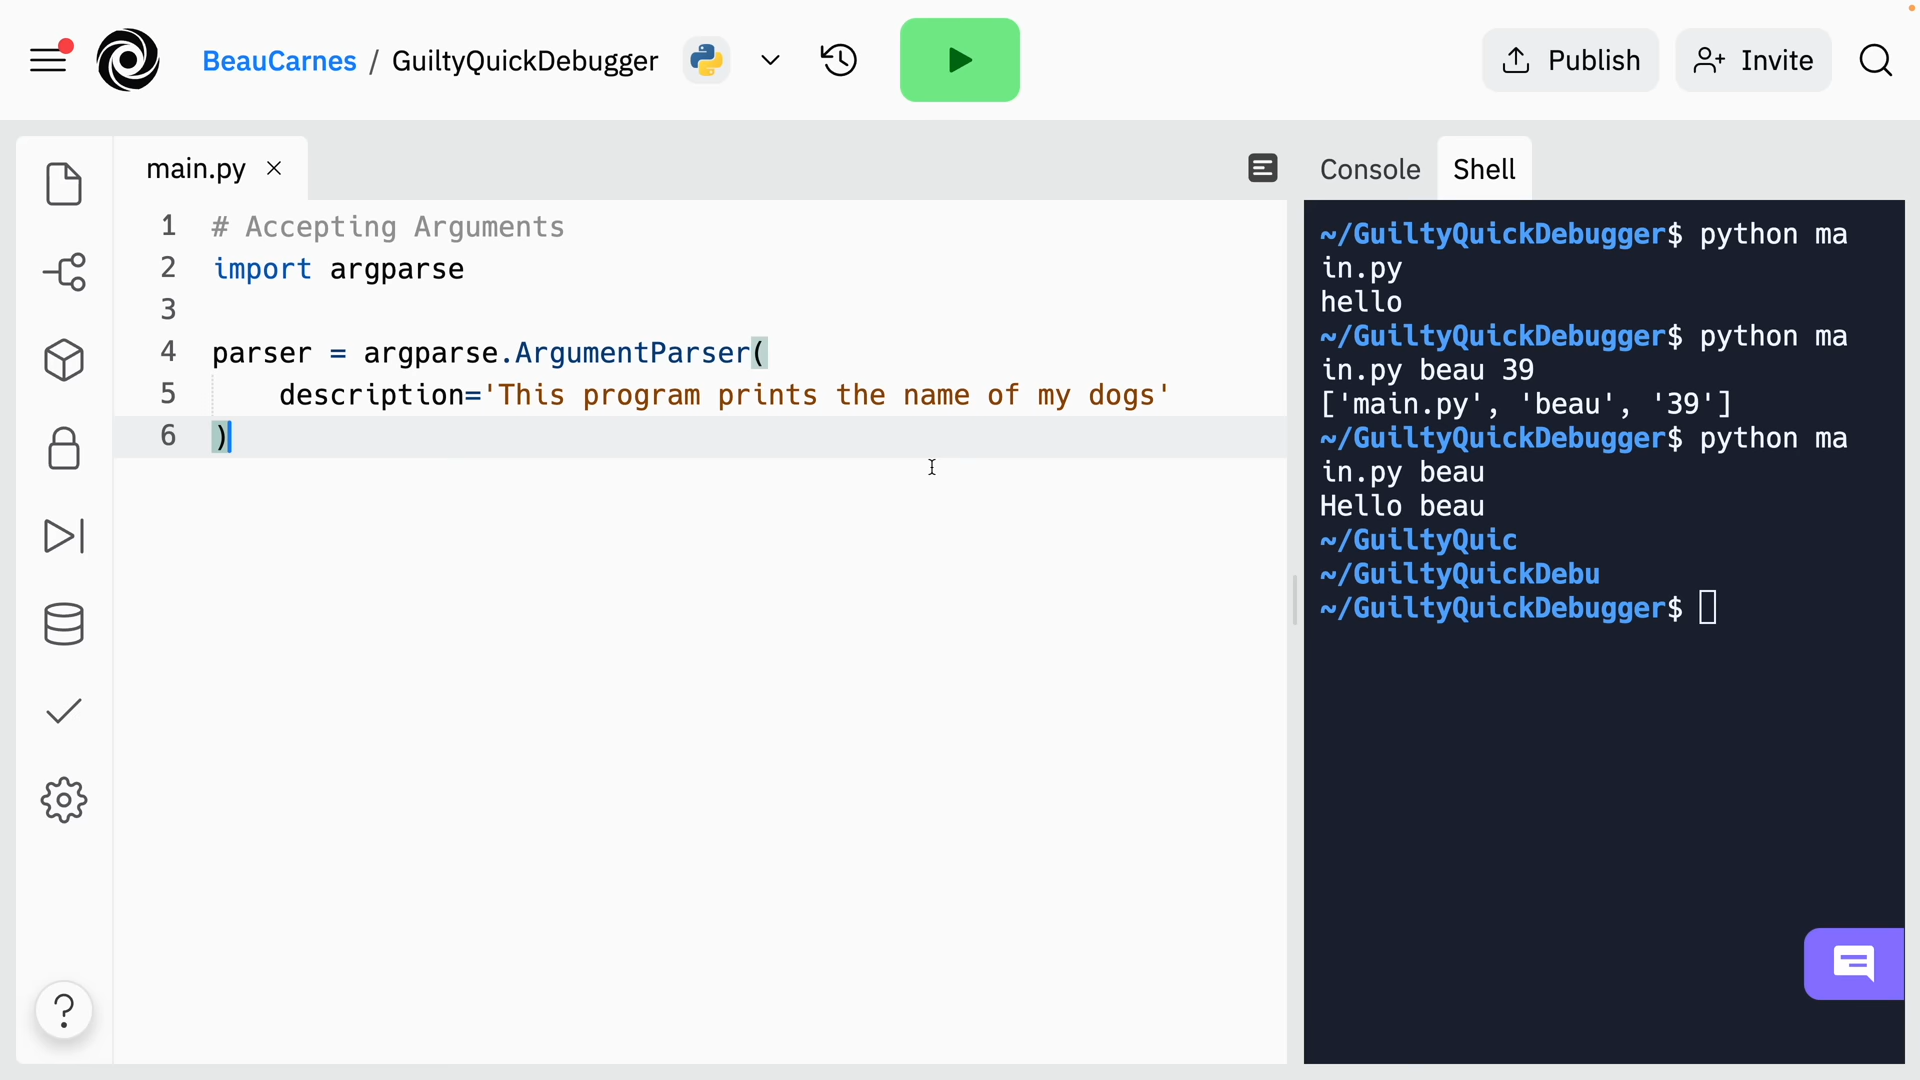 BeauCarnes / GuiltyQuickDebugger
Publish
Invite
main.py
Console
Shell
1 # Accepting Arguments
2 import argparse
3
4 parser = argparse.ArgumentParser(
5     description='This program prints the name of my dogs'
6 )
~/GuiltyQuickDebugger$ python ma
in.py
hello
~/GuiltyQuickDebugger$ python ma
in.py beau 39
['main.py', 'beau', '39']
~/GuiltyQuickDebugger$ python ma
in.py beau
Hello beau
~/GuiltyQuic
~/GuiltyQuickDebu
~/GuiltyQuickDebugger$
?